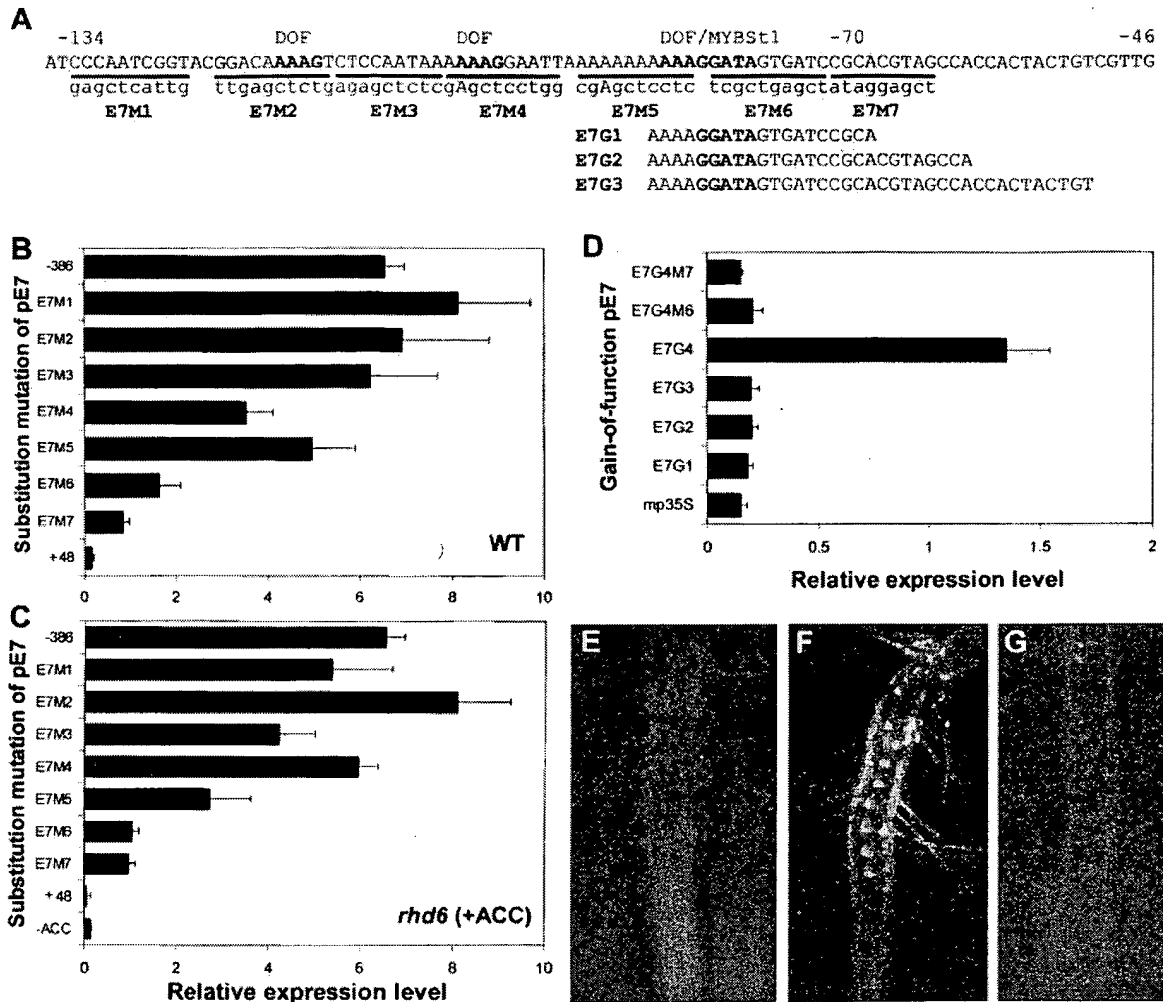 A
-134 DOF DOF DOF/MYBSt1 -70 -46
ATCCCAATCGGTACGGACAAAAGTCTCCAATAAAAAAGGAATTAAAAAAAAAAAAGGATAGTGATCCGCACGTAGCCACCACTACTGTCGTTG
gagctcattg ttgagctctgagagctctcgAgctcctgg cgAgctcctc tcgctgagctataggagct
E7M1 E7M2 E7M3 E7M4 E7M5 E7M6 E7M7
E7G1 AAAAGGATAGTGATCCGCA
E7G2 AAAAGGATAGTGATCCGCACGTAGCCA
E7G3 AAAAGGATAGTGATCCGCACGTAGCCACCACTACTGT
B
Substitution mutation of pE7
-386
E7M1
E7M2
E7M3
E7M4
E7M5
E7M6
E7M7
+48
WT
0 2 4 6 8 10
C
Substitution mutation of pE7
-386
E7M1
E7M2
E7M3
E7M4
E7M5
E7M6
E7M7
+48
-ACC
rhd6 (+ACC)
0 2 4 6 8 10
Relative expression level
D
Gain-of-function pE7
E7G4M7
E7G4M6
E7G4
E7G3
E7G2
E7G1
mp35S
0 0.5 1 1.5 2
Relative expression level
E
F
G